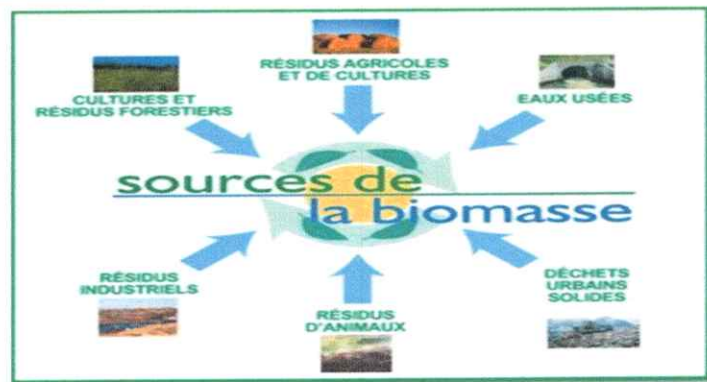 RÉSIDUS AGRICOLES
ET DE CULTURES
CULTURES ET
RÉSIDUS FORESTIERS
EAUX USÉES
sources de
la biomasse
RÉSIDUS
INDUSTRIELS
RÉSIDUS
D'ANIMAUX
DÉCHETS
URBAINS
SOLIDES